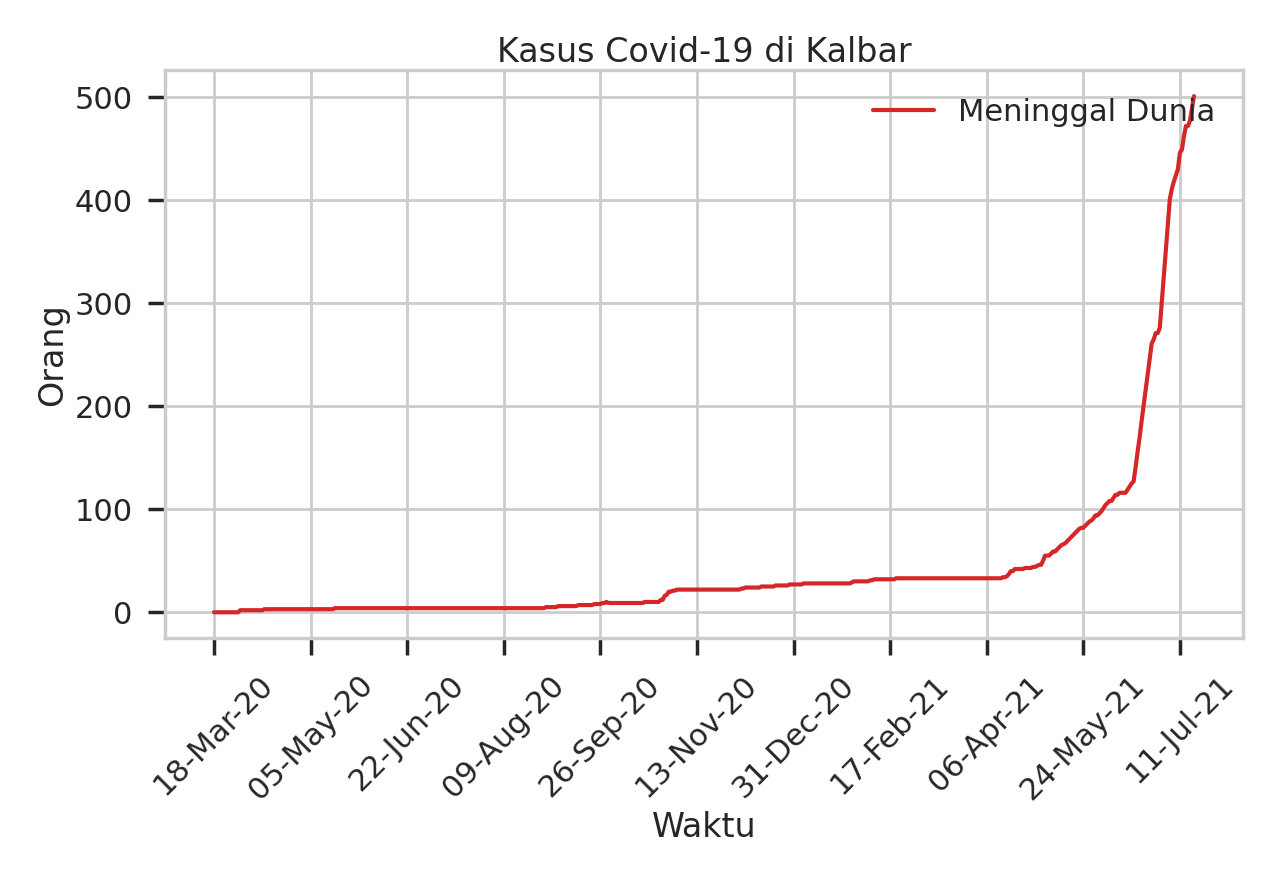 Kasus Covid-19 di Kalbar
Meninggal Dunia
Orang
500
400
300
200
100
0
18-Mar-20
05-May-20
22-Jun-20
09-Aug-20
26-Sep-20
13-Nov-20
31-Dec-20
17-Feb-21
06-Apr-21
24-May-21
11-Jul-21
Waktu